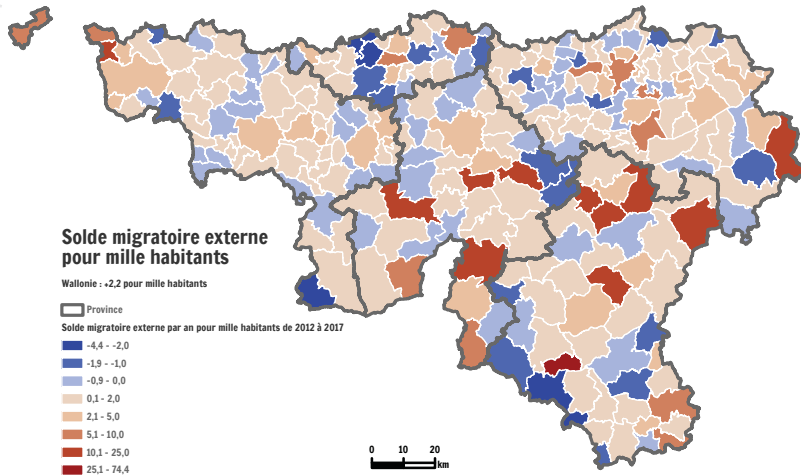 Solde migratoire externe
pour mille habitants
Wallonie : +2,2 pour mille habitants
Province
Solde migratoire externe par an pour mille habitants de 2012 à 2017
-4,4 - -2,0
-1,9 - -1,0
-0,9 - 0,0
0,1 - 2,0
2,1 - 5,0
5,1 - 10,0
10,1 - 25,0
25,1 - 74,4
0 10 20
km